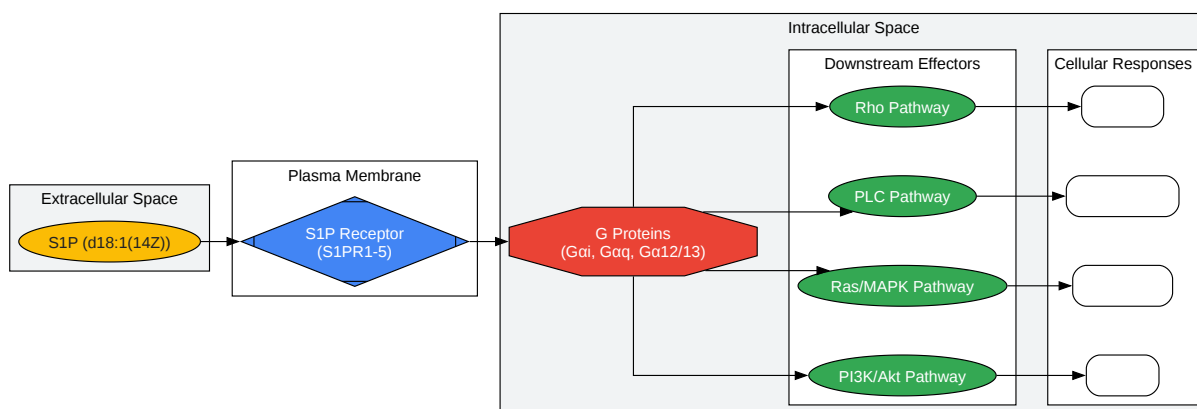 Intracellular Space
Downstream Effectors
Cellular Responses
Rho Pathway
Plasma Membrane
PLC Pathway
Extracellular Space
S1P (d18:1(14Z))
S1P Receptor
(S1PR1-5)
G Proteins
(Gαi, Gαq, Gα12/13)
Ras/MAPK Pathway
PI3K/Akt Pathway